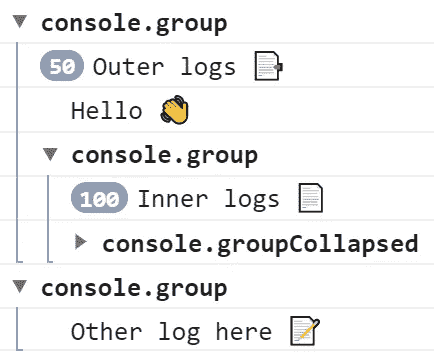 console.group
50 Outer logs 📑
Hello 👋
console.group
100 Inner logs 📄
console.groupCollapsed
console.group
Other log here 📝